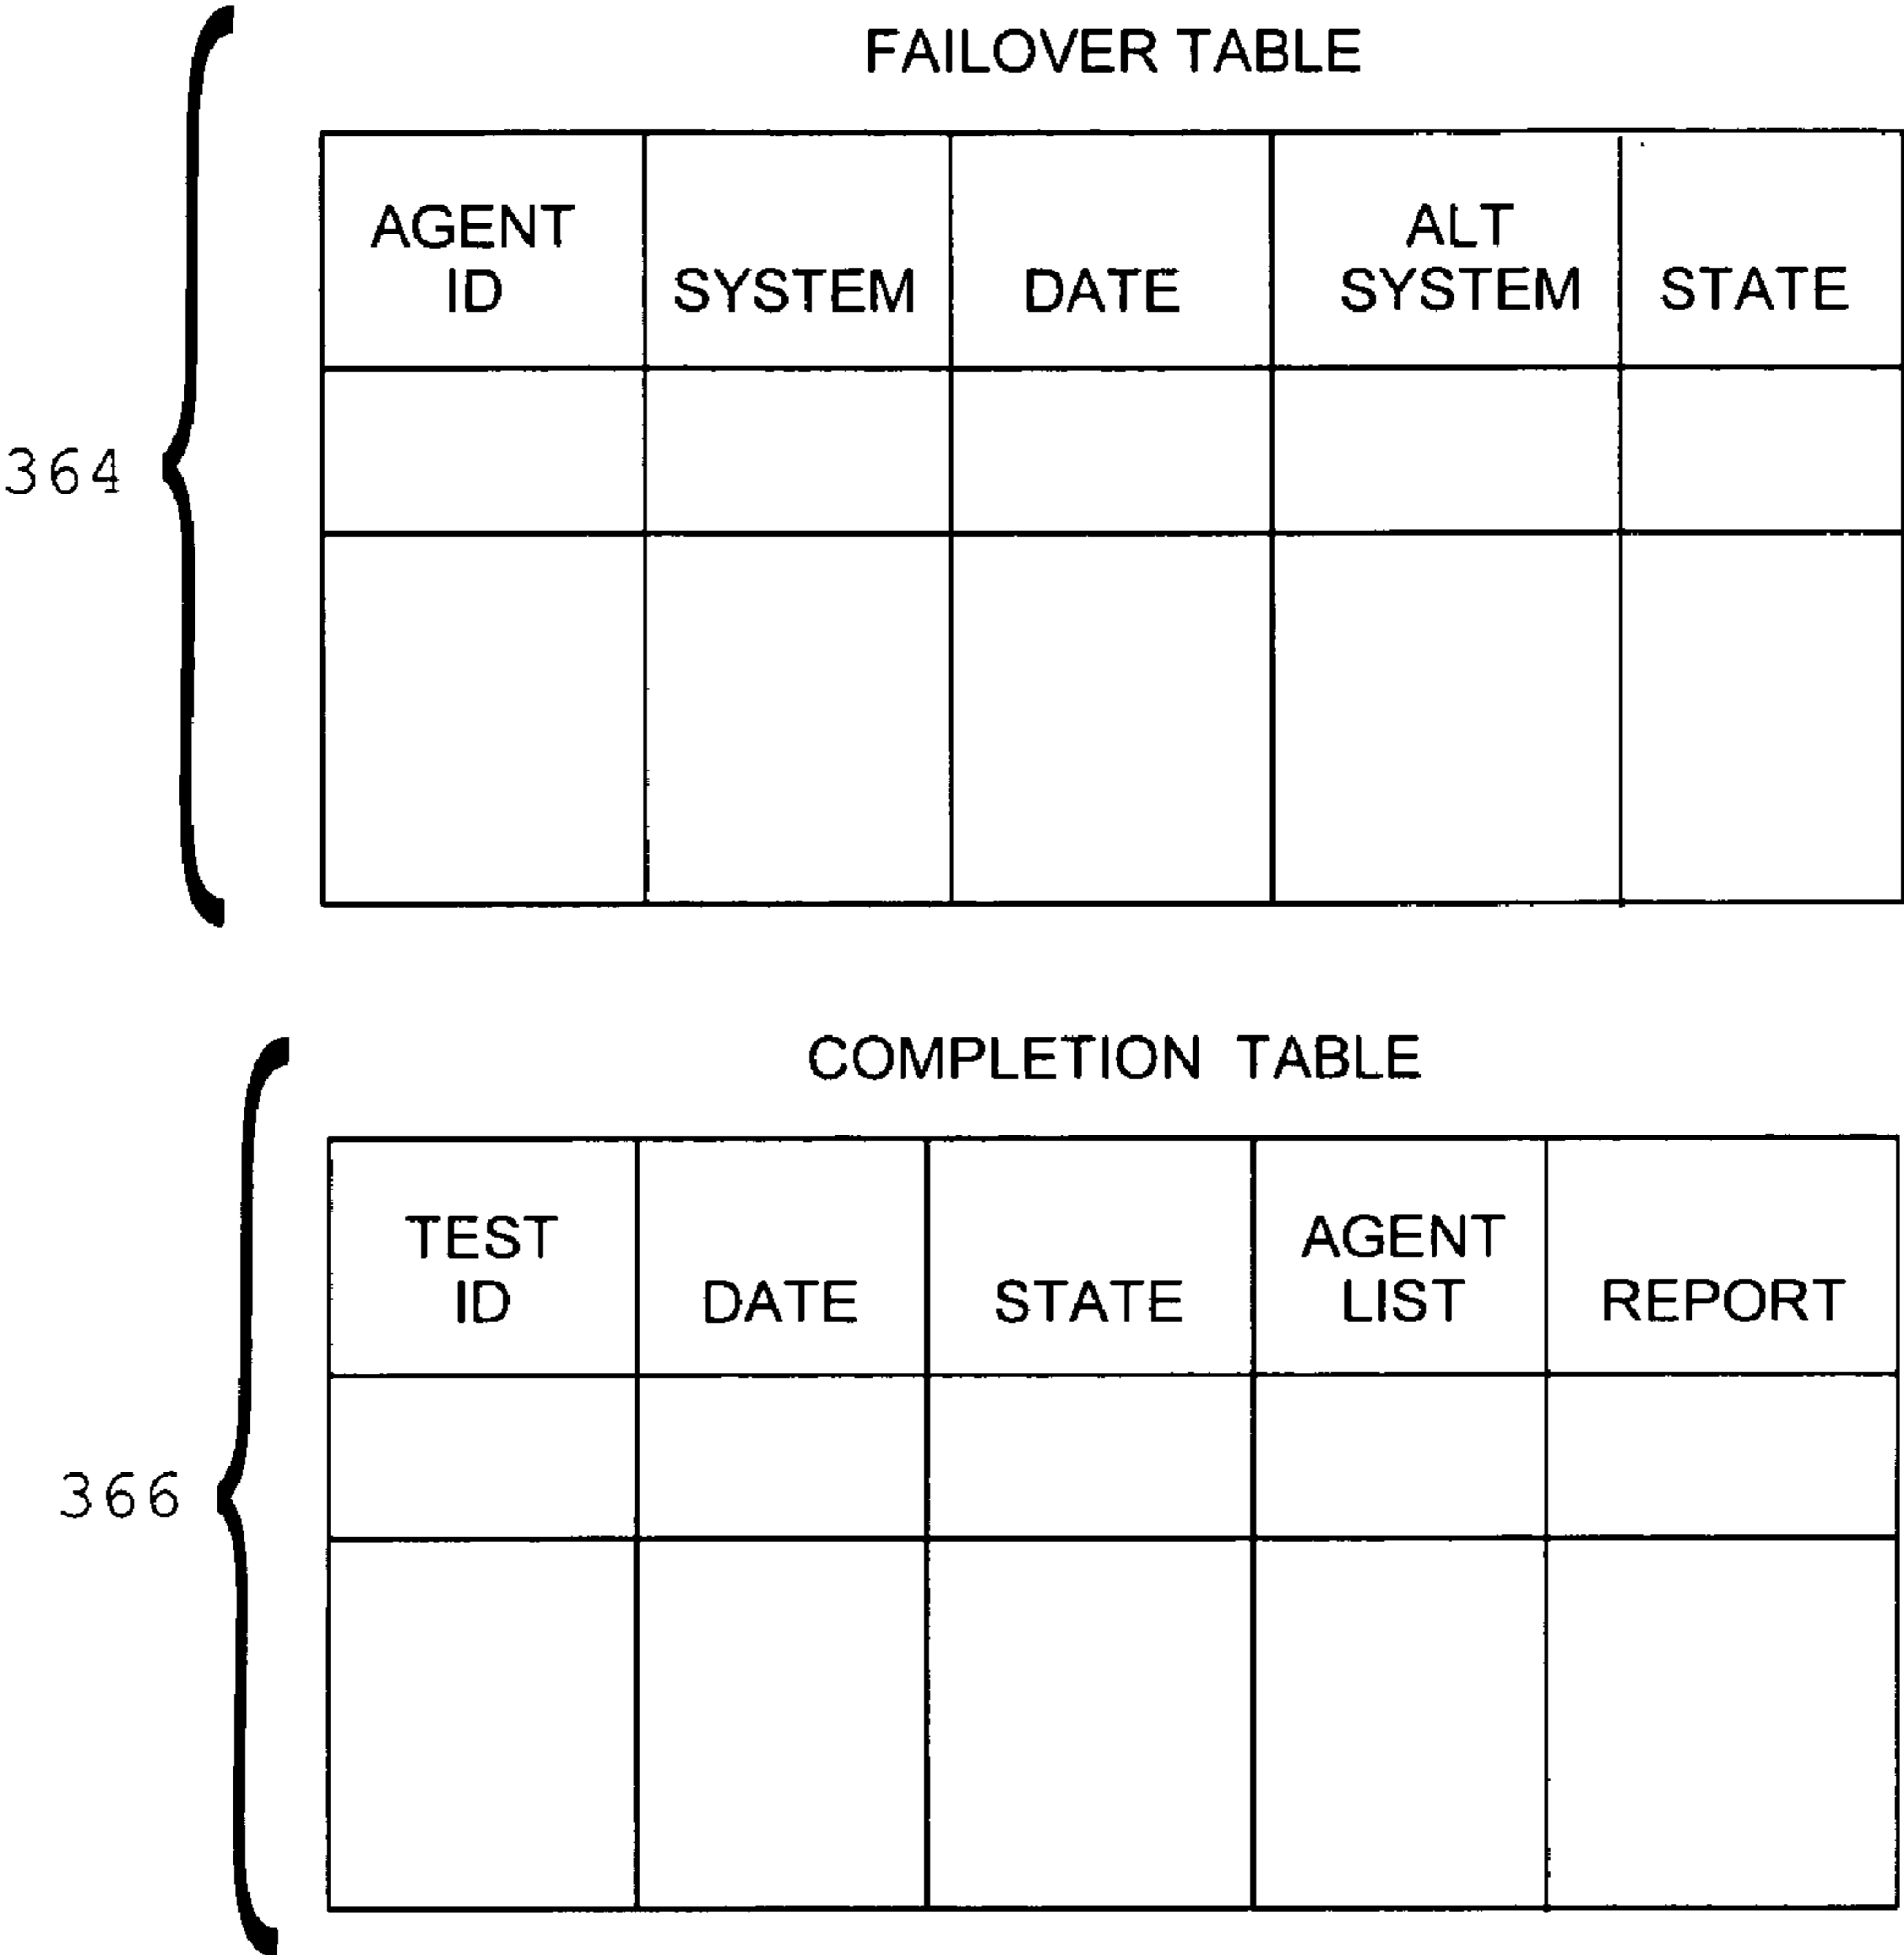 FAILOVER TABLE
AGENT ID
SYSTEM
DATE
ALT SYSTEM
STATE
364
COMPLETION TABLE
TEST ID
DATE
STATE
AGENT LIST
REPORT
366